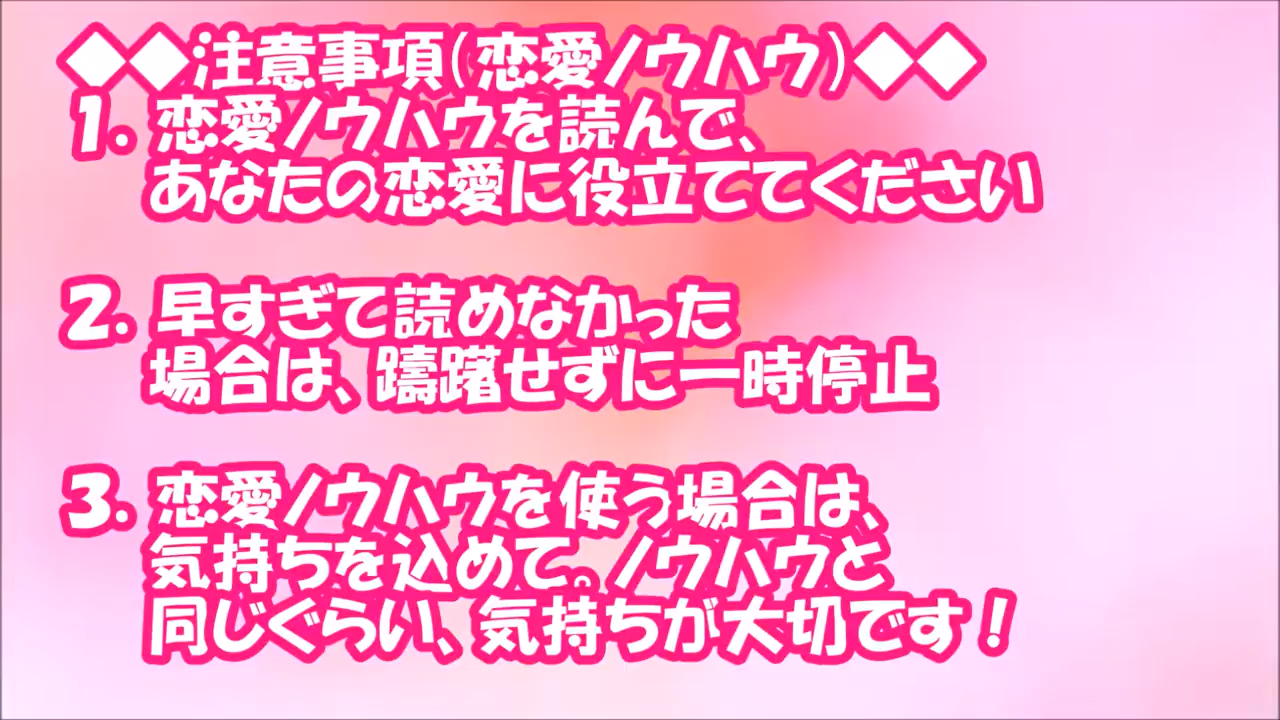 ◆◆注意事項(恋愛ノウハウ)◆◆
1. 恋愛ノウハウを読んで、
あなたの恋愛に役立ててください
2. 早すぎて読めなかった
場合は、躊躇せずに一時停止
3. 恋愛ノウハウを使う場合は、
気持ちを込めて。ノウハウと
同じぐらい、気持ちが大切です！